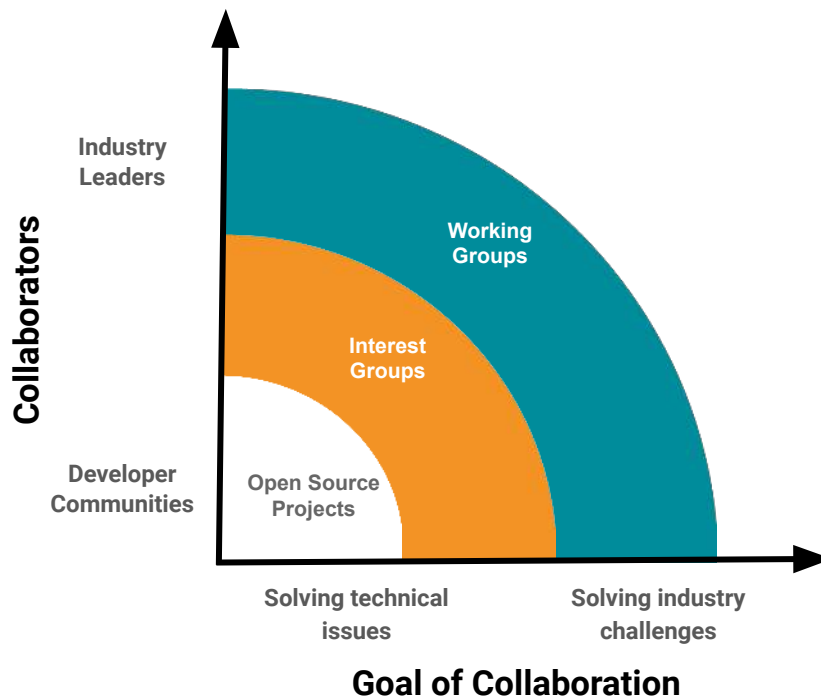 Industry
Leaders
Working
Groups
Collaborators
Interest
Groups
Developer
Communities
Open Source
Projects
Solving technical
issues
Solving industry
challenges
Goal of Collaboration